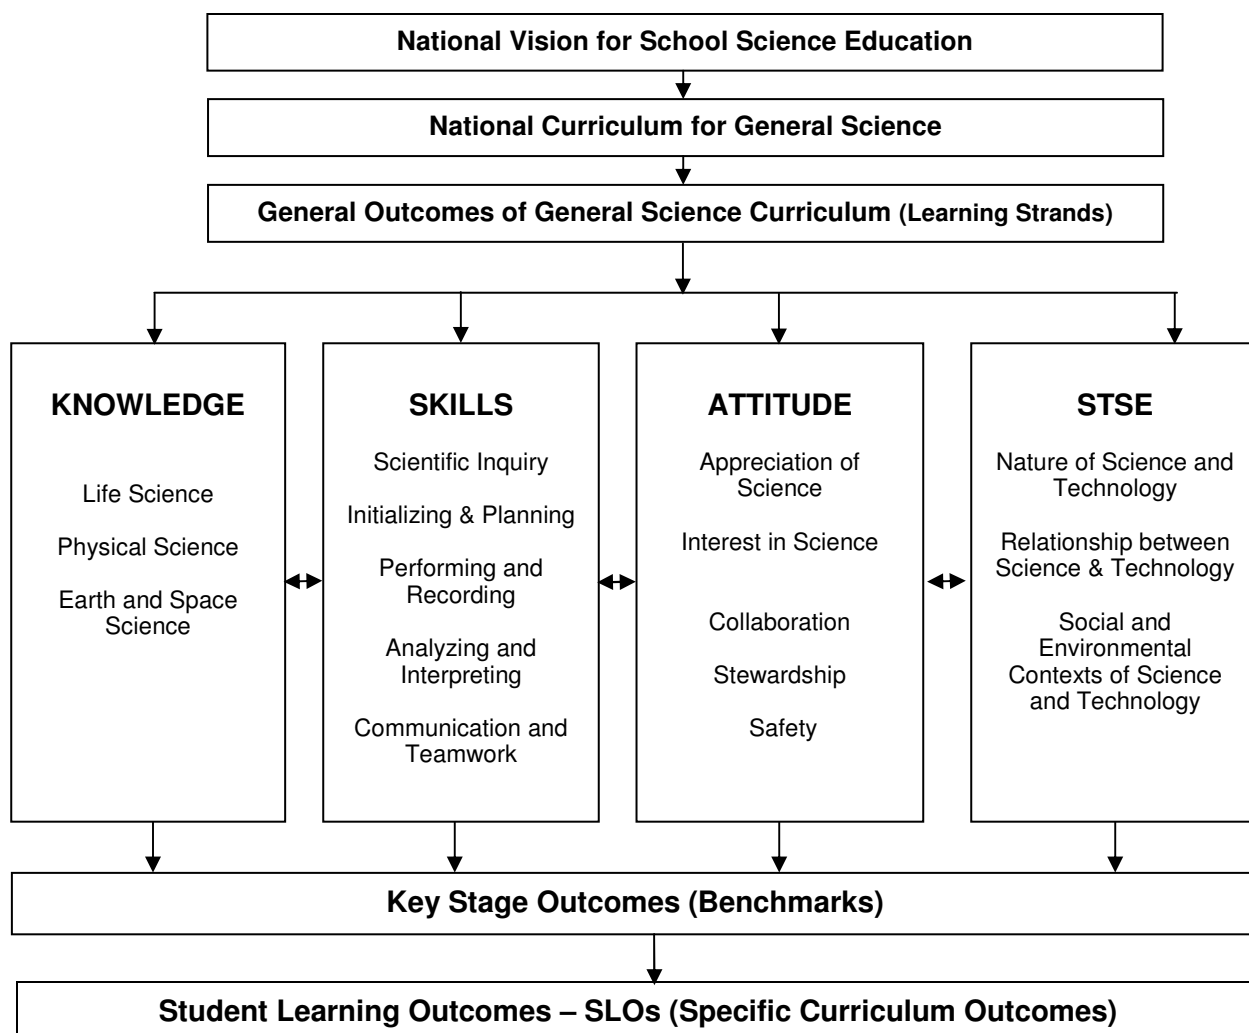 National Vision for School Science Education
National Curriculum for General Science
General Outcomes of General Science Curriculum (Learning Strands)
KNOWLEDGE
Life Science
Physical Science
Earth and Space
Science
SKILLS
Scientific Inquiry
Initializing & Planning
Performing and
Recording
Analyzing and
Interpreting
Communication and
Teamwork
ATTITUDE
Appreciation of
Science
Interest in Science
Collaboration
Stewardship
Safety
STSE
Nature of Science and
Technology
Relationship between
Science & Technology
Social and
Environmental
Contexts of Science
and Technology
Key Stage Outcomes (Benchmarks)
Student Learning Outcomes – SLOs (Specific Curriculum Outcomes)